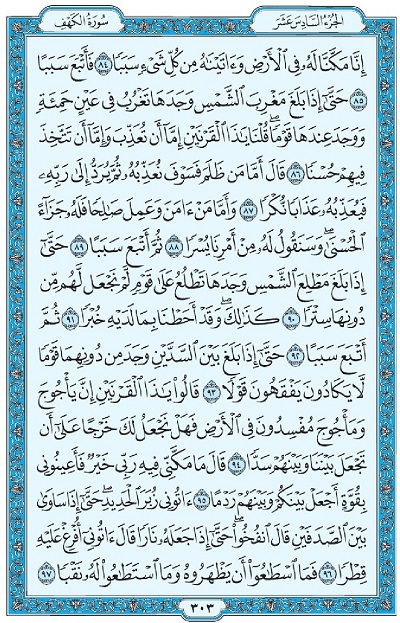 الجزء السادس عشر
سورة الكهف
إِنَّا مَكَّنَّا لَهُۥ فِى ٱلْأَرْضِ وَءَاتَيْنَٰهُ مِن كُلِّ شَىْءٍ سَبَبًا ٨٤ فَأَتْبَعَ سَبَبًا
٨٥ حَتَّىٰٓ إِذَا بَلَغَ مَغْرِبَ ٱلشَّمْسِ وَجَدَهَا تَغْرُبُ فِى عَيْنٍ حَمِئَةٍ
وَوَجَدَ عِندَهَا قَوْمًا ۗ قُلْنَا يَٰذَا ٱلْقَرْنَيْنِ إِمَّآ أَن تُعَذِّبَ وَإِمَّآ أَن تَتَّخِذَ
فِيهِمْ حُسْنًا ٨٦ قَالَ أَمَّا مَن ظَلَمَ فَسَوْفَ نُعَذِّبُهُۥ ثُمَّ يُرَدُّ إِلَىٰ رَبِّهِۦ
فَيُعَذِّبُهُۥ عَذَابًا نُّكْرًا ٨٧ وَأَمَّا مَنْ ءَامَنَ وَعَمِلَ صَٰلِحًا فَلَهُۥ جَزَآءً
ٱلْحُسْنَىٰ ۖ وَسَنَقُولُ لَهُۥ مِنْ أَمْرِنَا يُسْرًا ٨٨ ثُمَّ أَتْبَعَ سَبَبًا ٨٩ حَتَّىٰٓ
إِذَا بَلَغَ مَطْلِعَ ٱلشَّمْسِ وَجَدَهَا تَطْلُعُ عَلَىٰ قَوْمٍ لَّمْ نَجْعَل لَّهُم مِّن
دُونِهَا سِتْرًا ٩٠ كَذَٰلِكَ ۖ وَقَدْ أَحَطْنَا بِمَا لَدَيْهِ خُبْرًا ٩١ ثُمَّ
أَتْبَعَ سَبَبًا ٩٢ حَتَّىٰٓ إِذَا بَلَغَ بَيْنَ ٱلسَّدَّيْنِ وَجَدَ مِن دُونِهِمَا قَوْمًا
لَّا يَكَادُونَ يَفْقَهُونَ قَوْلًا ٩٣ قَالُوا۟ يَٰذَا ٱلْقَرْنَيْنِ إِنَّ يَأْجُوجَ
وَمَأْجُوجَ مُفْسِدُونَ فِى ٱلْأَرْضِ فَهَلْ نَجْعَلُ لَكَ خَرْجًا عَلَىٰٓ أَن
تَجْعَلَ بَيْنَنَا وَبَيْنَهُمْ سَدًّا ٩٤ قَالَ مَا مَكَّنِّى فِيهِ رَبِّى خَيْرٌ فَأَعِينُونِى
بِقُوَّةٍ أَجْعَلْ بَيْنَكُمْ وَبَيْنَهُمْ رَدْمًا ٩٥ ءَاتُونِى زُبَرَ ٱلْحَدِيدِ ۖ حَتَّىٰٓ إِذَا سَاوَىٰ
بَيْنَ ٱلصَّدَفَيْنِ قَالَ ٱنفُخُوا۟ ۖ حَتَّىٰٓ إِذَا جَعَلَهُۥ نَارًا قَالَ ءَاتُونِىٓ أُفْرِغْ عَلَيْهِ
قِطْرًا ٩٦ فَمَا ٱسْطَٰعُوٓا۟ أَن يَظْهَرُوهُ وَمَا ٱسْتَطَٰعُوا۟ لَهُۥ نَقْبًا ٩٧
٣٠٣